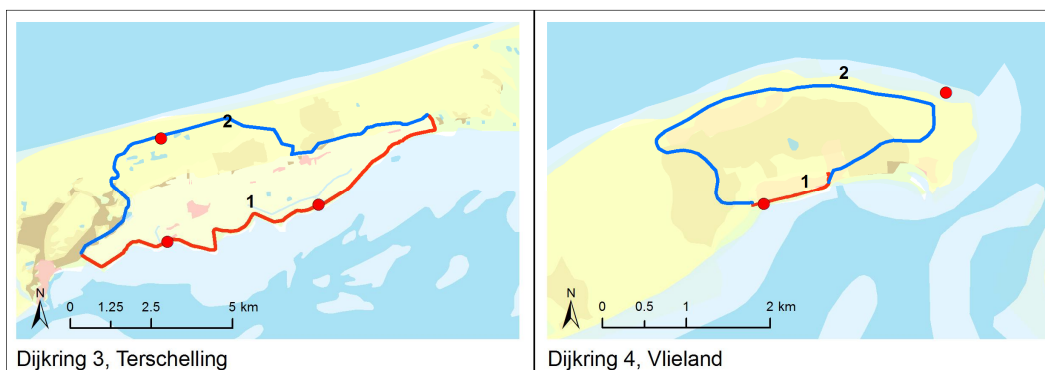 2
1
N
0 1.25 2.5 5 km
Dijkring 3, Terschelling
2
1
N
0 0.5 1 2 km
Dijkring 4, Vlieland